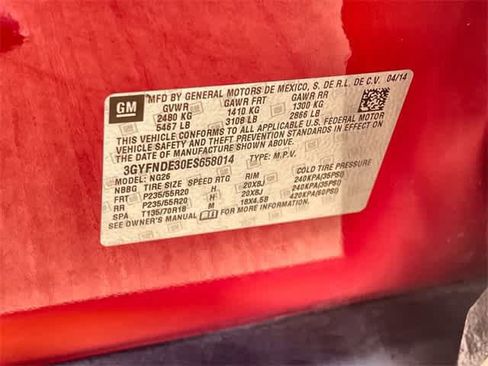 GM
MFD BY GENERAL MOTORS DE MEXICO, S. DE R.L. DE C.V. 04/14
GVWR GAWR FRT GAWR RR
2480 KG 1410 KG 1300 KG
5467 LB 3108 LB 2866 LB
THIS VEHICLE CONFORMS TO ALL APPLICABLE U.S. FEDERAL MOTOR
VEHICLE SAFETY AND THEFT PREVENTION STANDARDS IN EFFECT ON
THE DATE OF MANUFACTURE SHOWN ABOVE.
3GYFNDE30ES658014 TYPE: M.P.V.
MODEL: NG26
NBBG TIRE SIZE SPEED RTG RIM COLD TIRE PRESSURE
FRT P235/55R20 H 20X8J 240KPA(35PSI)
RR P235/55R20 H 20X8J 240KPA(35PSI)
SPA T135/70R18 M 18X4.5B 420KPA(60PSI)
SEE OWNER'S MANUAL FOR ADDITIONAL INFORMATION.